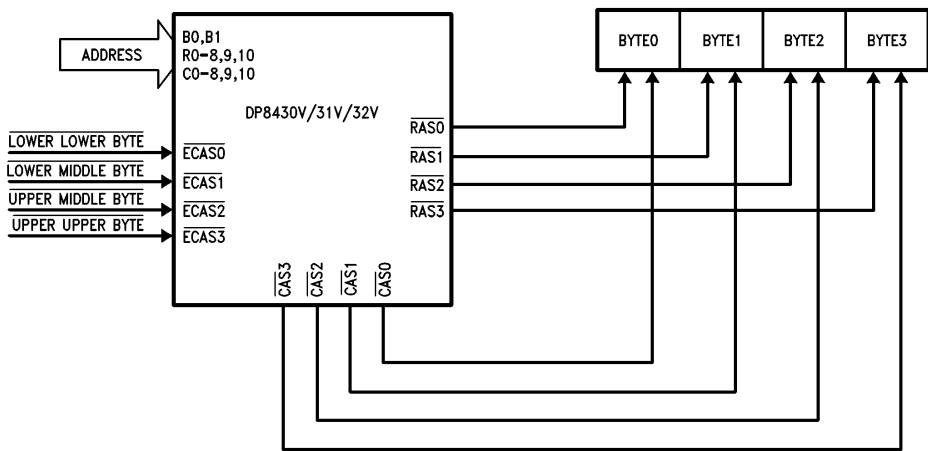 ADDRESS
B0,B1
R0-8,9,10
C0-8,9,10
DP8430V/31V/32V
LOWER LOWER BYTE
LOWER MIDDLE BYTE
UPPER MIDDLE BYTE
UPPER UPPER BYTE
ECAS0
ECAS1
ECAS2
ECAS3
RAS0
RAS1
RAS2
RAS3
CAS3
CAS2
CAS1
CAS0
BYTE0 BYTE1 BYTE2 BYTE3